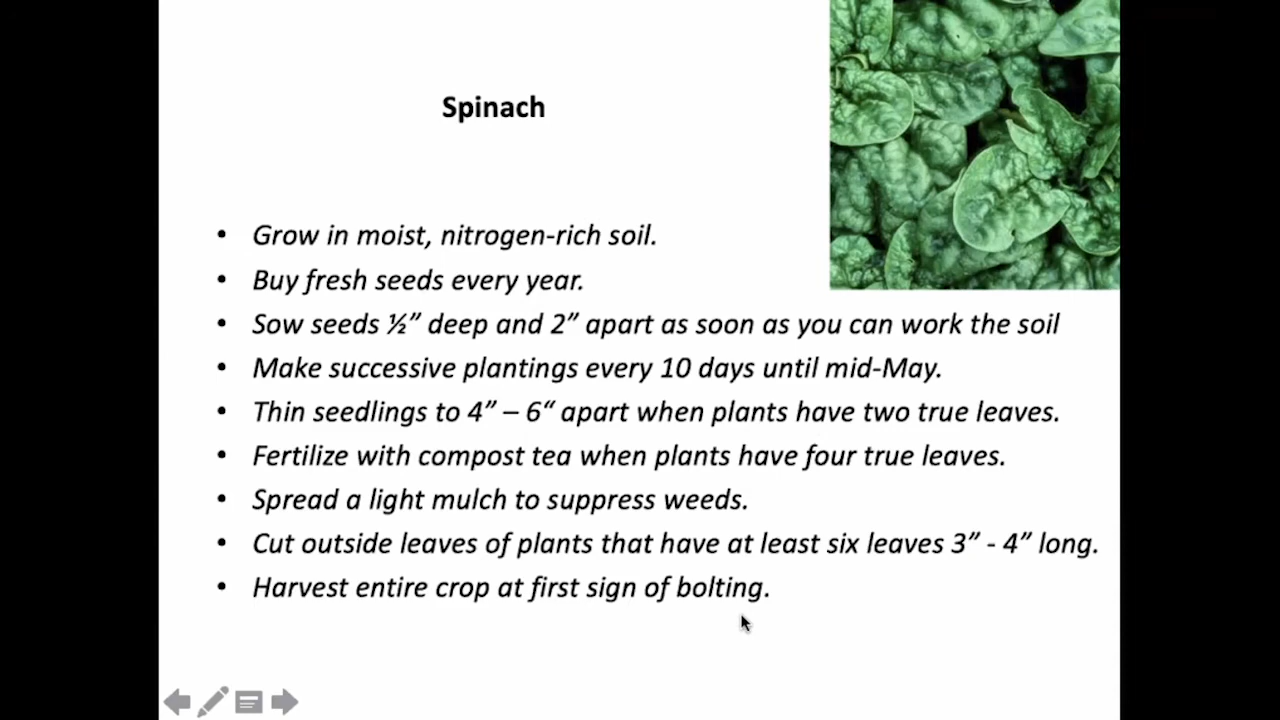 Spinach
• Grow in moist, nitrogen-rich soil.
• Buy fresh seeds every year.
• Sow seeds ½” deep and 2” apart as soon as you can work the soil
• Make successive plantings every 10 days until mid-May.
• Thin seedlings to 4” – 6“ apart when plants have two true leaves.
• Fertilize with compost tea when plants have four true leaves.
• Spread a light mulch to suppress weeds.
• Cut outside leaves of plants that have at least six leaves 3” - 4” long.
• Harvest entire crop at first sign of bolting.